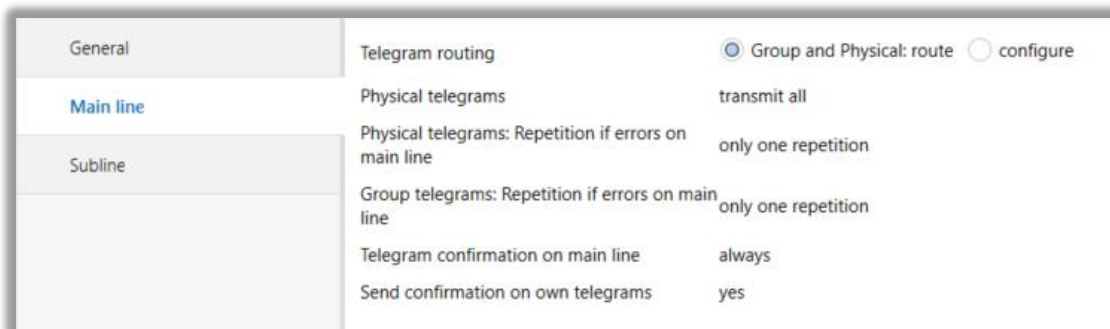 General
Main line
Subline
Telegram routing Group and Physical: route configure
Physical telegrams transmit all
Physical telegrams: Repetition if errors on
main line only one repetition
Group telegrams: Repetition if errors on main
line only one repetition
Telegram confirmation on main line always
Send confirmation on own telegrams yes